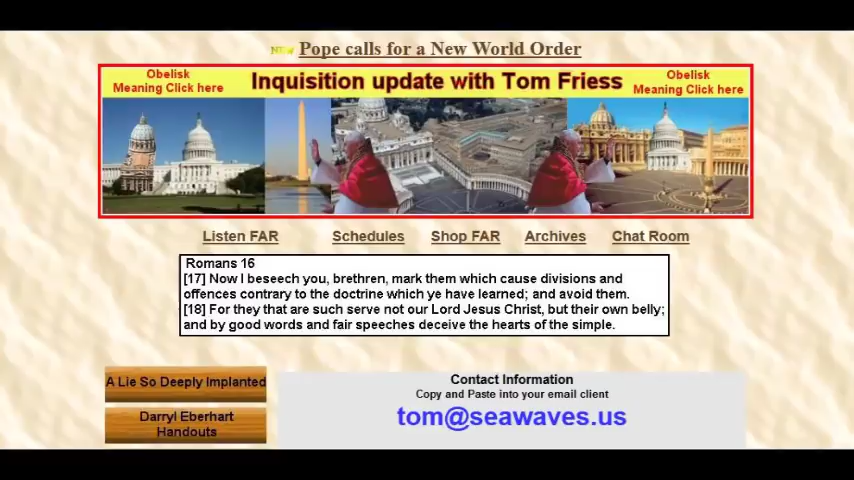 NEW Pope calls for a New World Order
Obelisk
Meaning Click here
Inquisition update with Tom Friess
Obelisk
Meaning Click here
Listen FAR Schedules Shop FAR Archives Chat Room
Romans 16
[17] Now I beseech you, brethren, mark them which cause divisions and
offences contrary to the doctrine which ye have learned; and avoid them.
[18] For they that are such serve not our Lord Jesus Christ, but their own belly;
and by good words and fair speeches deceive the hearts of the simple.
A Lie So Deeply Implanted
Darryl Eberhart
Handouts
Contact Information
Copy and Paste into your email client
tom@seawaves.us